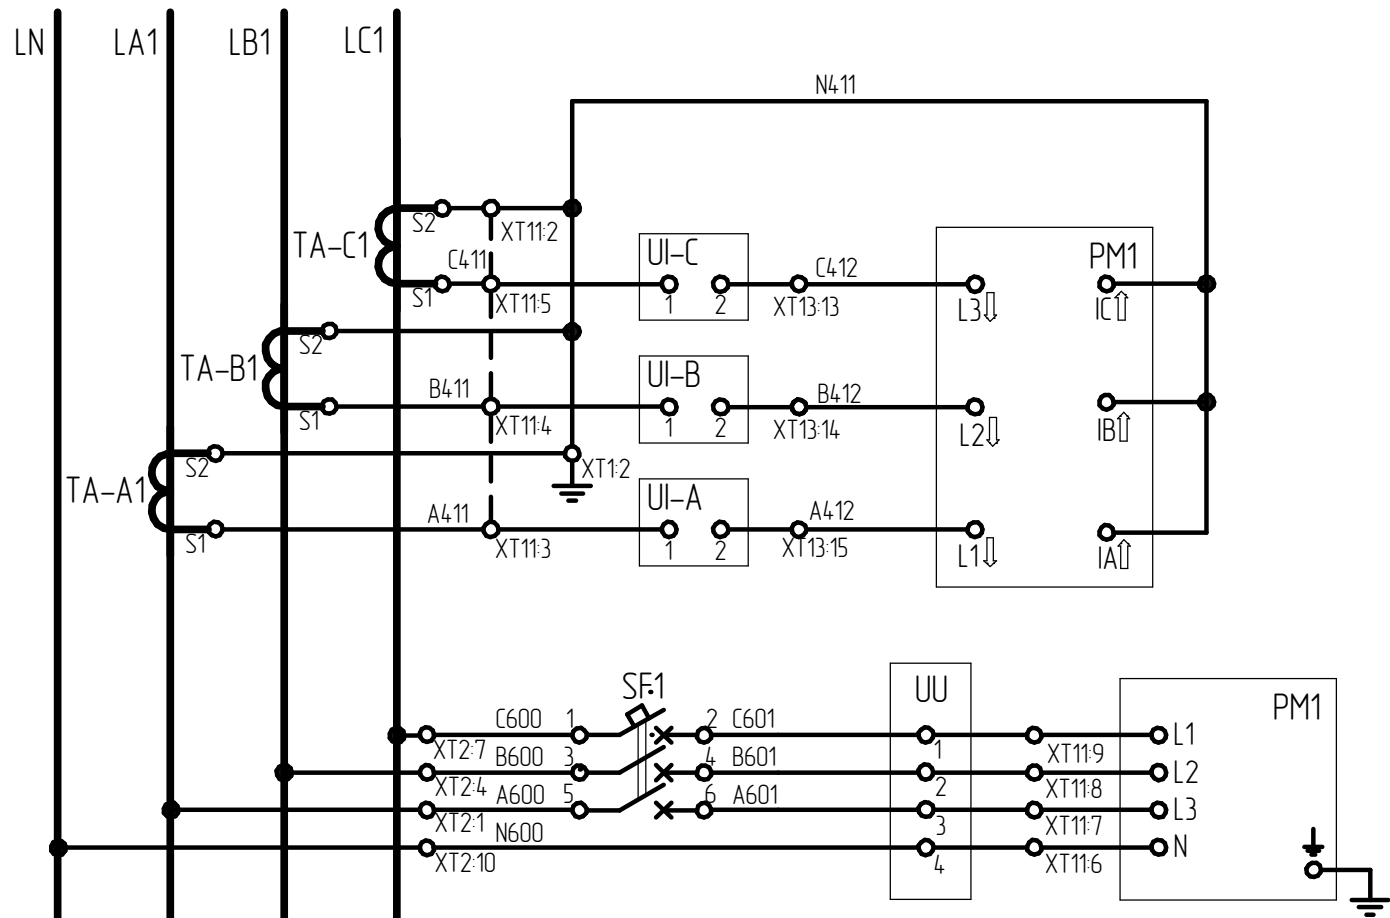 LN LA1 LB1 LC1
N411
S2
XT11:2
TA-C1
C411
S1
XT11:5
UI-C
1 2
C412
XT13:13
PM1
L3
IC
S2
TA-B1
B411
S1
XT11:4
UI-B
1 2
B412
XT13:14
L2
IB
S2
XT1:2
TA-A1
A411
S1
XT11:3
UI-A
1 2
A412
XT13:15
L1
IA
SF1
UU
PM1
C600 1 2 C601
L1
XT2:7
1
XT11:9
B600 3 4 B601
L2
XT2:4
2
XT11:8
A600 5 6 A601
L3
XT2:1
3
XT11:7
N600
N
XT2:10
4
XT11:6